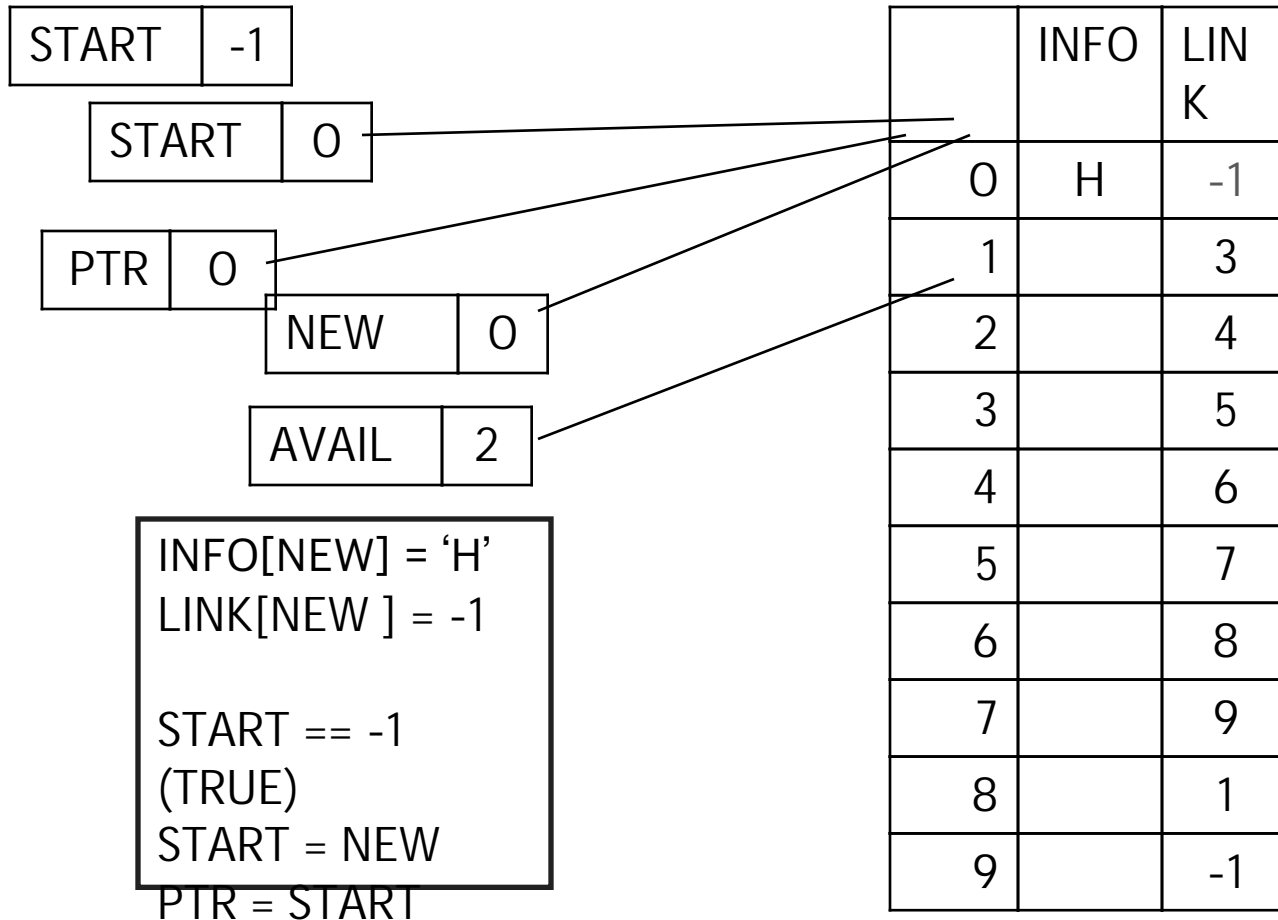 START -1
START 0
PTR 0
NEW 0
AVAIL 2
INFO[NEW] = ‘H’
LINK[NEW ] = -1
START == -1
(TRUE)
START = NEW
PTR = START
INFO LIN
K
0 H -1
1 3
2 4
3 5
4 6
5 7
6 8
7 9
8 1
9 -1